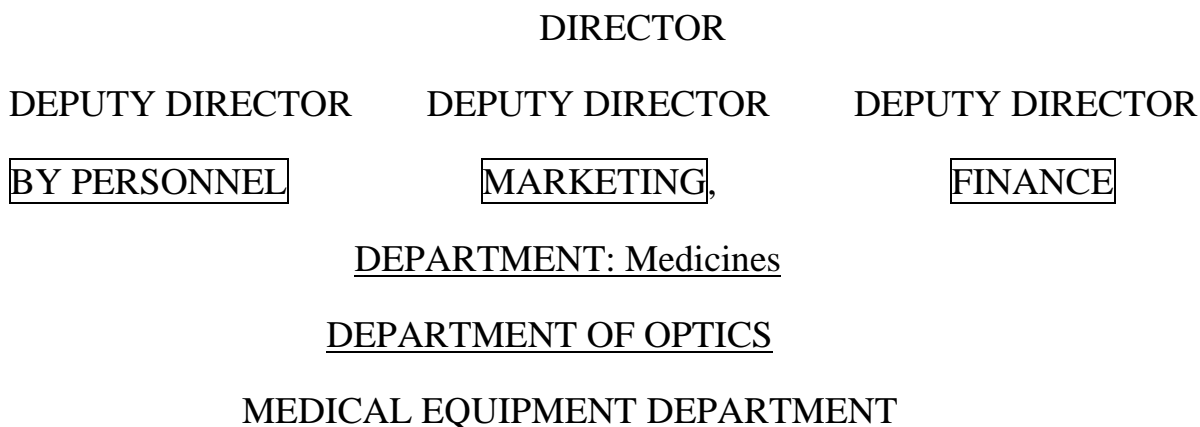 DIRECTOR
DEPUTY DIRECTOR DEPUTY DIRECTOR DEPUTY DIRECTOR
BY PERSONNEL MARKETING, FINANCE
DEPARTMENT: Medicines
DEPARTMENT OF OPTICS
MEDICAL EQUIPMENT DEPARTMENT